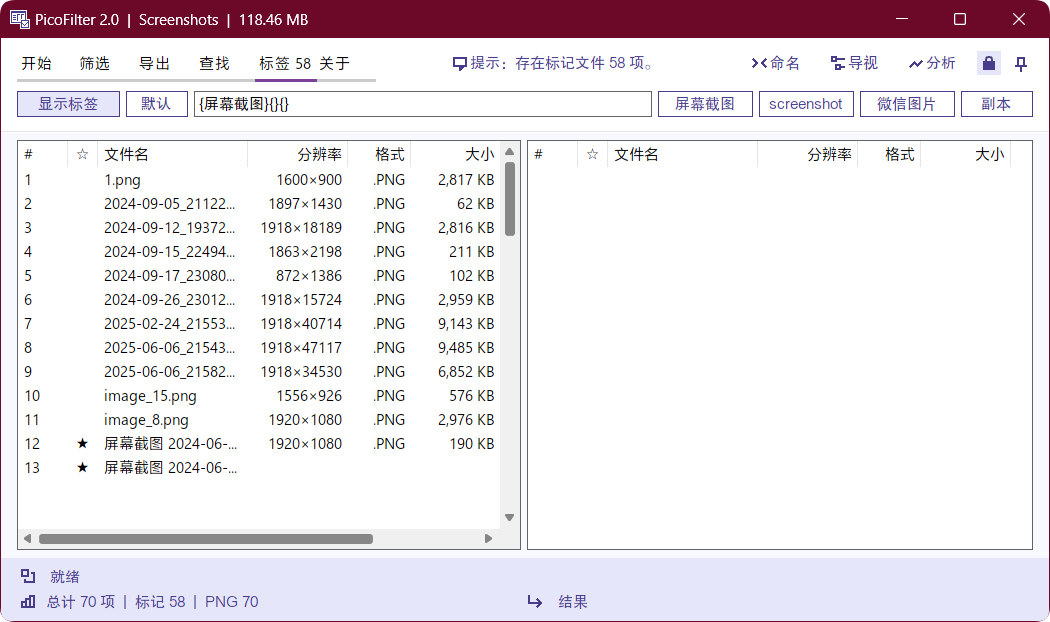 PicoFilter 2.0 | Screenshots | 118.46 MB
开始 筛选 导出 查找 标签 58 关于 提示：存在标记文件 58 项。 命名 导视 分析
显示标签 默认 {屏幕截图}{}{} 屏幕截图 screenshot 微信图片 副本
# ☆ 文件名 分辨率 格式 大小 # ☆ 文件名 分辨率 格式 大小
1 1.png 1600×900 .PNG 2,817 KB
2 2024-09-05_21122... 1897×1430 .PNG 62 KB
3 2024-09-12_19372... 1918×18189 .PNG 2,816 KB
4 2024-09-15_22494... 1863×2198 .PNG 211 KB
5 2024-09-17_23080... 872×1386 .PNG 102 KB
6 2024-09-26_23012... 1918×15724 .PNG 2,959 KB
7 2025-02-24_21553... 1918×40714 .PNG 9,143 KB
8 2025-06-06_21543... 1918×47117 .PNG 9,485 KB
9 2025-06-06_21582... 1918×34530 .PNG 6,852 KB
10 image_15.png 1556×926 .PNG 576 KB
11 image_8.png 1920×1080 .PNG 2,976 KB
12 ★ 屏幕截图 2024-06-... 1920×1080 .PNG 190 KB
13 ★ 屏幕截图 2024-06-...
就绪
总计 70 项 | 标记 58 | PNG 70 结果